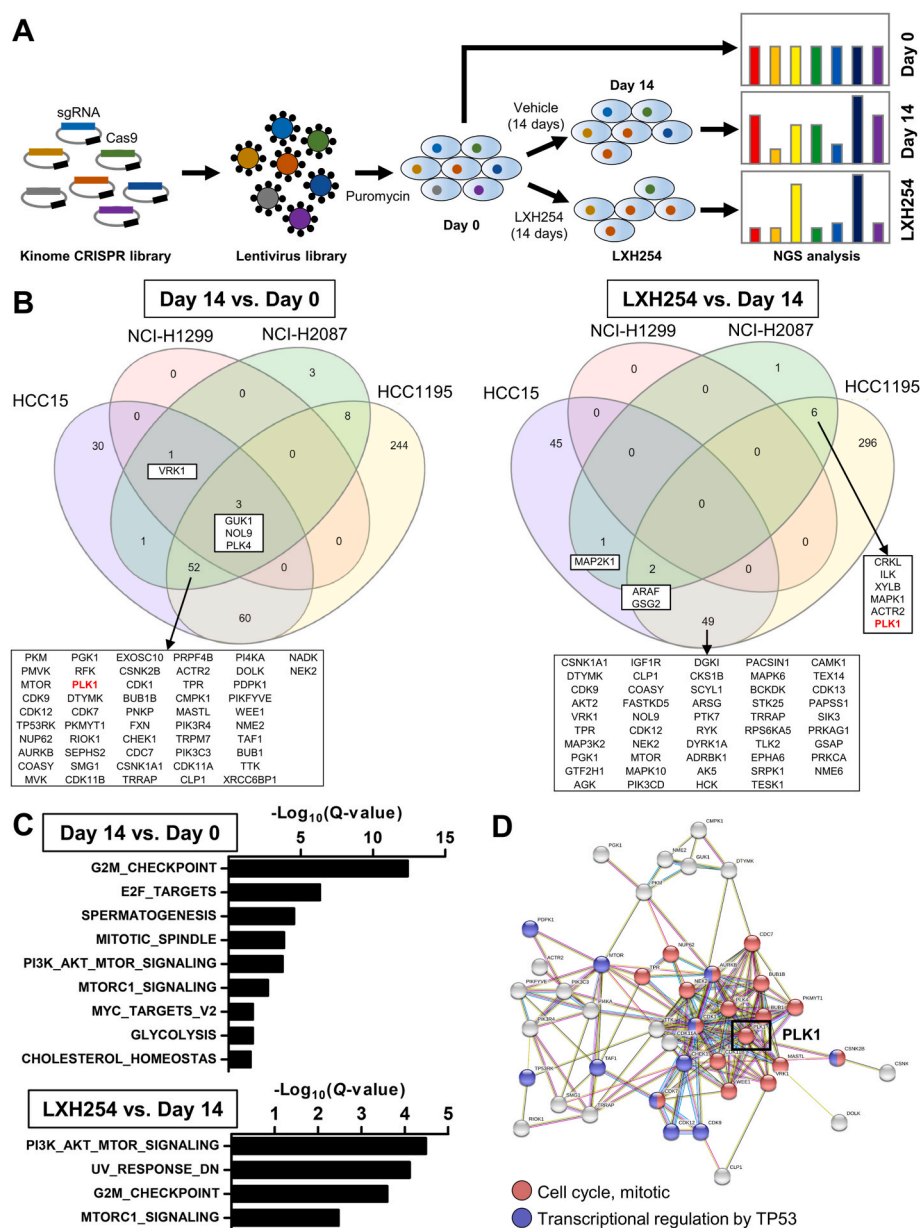 A
sgRNA
Cas9
Kinome CRISPR library
Lentivirus library
Puromycin
Day 0
Vehicle
(14 days)
LXH254
(14 days)
Day 14
LXH254
Day 0
Day 14
LXH254
NGS analysis
B
Day 14 vs. Day 0
NCI-H1299
NCI-H2087
HCC15
HCC1195
0
3
0
0
8
30
244
1
VRK1
0
3
GUK1
NOL9
PLK4
1
0
52
0
60
PKM PGK1 EXOSC10 PRPF4B PI4KA NADK
PMVK RFK CSNK2B ACTR2 DOLK NEK2
MTOR PLK1 CDK1 TPR PDPK1
CDK9 DTYMK BUB1B CMPK1 PIKFYVE
CDK12 CDK7 PNKP MASTL WEE1
TP53RK PKMYT1 FXN PIK3R4 NME2
NUP62 RIOK1 CHEK1 TRPM7 TAF1
AURKB SEPHS2 CDC7 PIK3C3 BUB1
COASY SMG1 CSNK1A1 CDK11A TTK
MVK CDK11B TRRAP CLP1 XRCC6BP1
LXH254 vs. Day 14
NCI-H1299
NCI-H2087
HCC15
HCC1195
0
1
0
0
6
45
296
0
0
0
1
MAP2K1
0
2
ARAF
GSG2
0
49
CRKL
ILK
XYLB
MAPK1
ACTR2
PLK1
CSNK1A1 IGF1R DGKI PACSIN1 CAMK1
DTYMK CLP1 CKS1B MAPK6 TEX14
CDK9 COASY SCYL1 BCKDK CDK13
AKT2 FASTKD5 ARSG STK25 PAPSS1
VRK1 NOL9 PTK7 TRRAP SIK3
TPR CDK12 RYK RPS6KA5 PRKAG1
MAP3K2 NEK2 DYRK1A TLK2 GSAP
PGK1 MTOR ADRBK1 EPHA6 PRKCA
GTF2H1 MAPK10 AK5 SRPK1 NME6
AGK PIK3CD HCK TESK1
C
-Log10(Q-value)
Day 14 vs. Day 0
5 10 15
G2M_CHECKPOINT
E2F_TARGETS
SPERMATOGENESIS
MITOTIC_SPINDLE
PI3K_AKT_MTOR_SIGNALING
MTORC1_SIGNALING
MYC_TARGETS_V2
GLYCOLYSIS
CHOLESTEROL_HOMEOSTAS
-Log10(Q-value)
LXH254 vs. Day 14
1 2 3 4 5
PI3K_AKT_MTOR_SIGNALING
UV_RESPONSE_DN
G2M_CHECKPOINT
MTORC1_SIGNALING
D
CMPK1
PGK1
NME2
GUK1
DTYMK
PKM
PDPK1
CDC7
NUP62
MTOR
ACTR2
TPR
AURKB
BUB1B
PIKFYVE
PIK3C3
NEK2
PKMYT1
PI4KA
PLK4
BUB1
PIK3R4
TTK
PLK1
CDK11A
PLK1
CSNK2B
MASTL
TP53RK
TAF1
CSNK
WEE1
VRK1
CDK7
SMG1
TRRAP
RIOK1
CDK12
CDK9
DOLK
CLP1
Cell cycle, mitotic
Transcriptional regulation by TP53